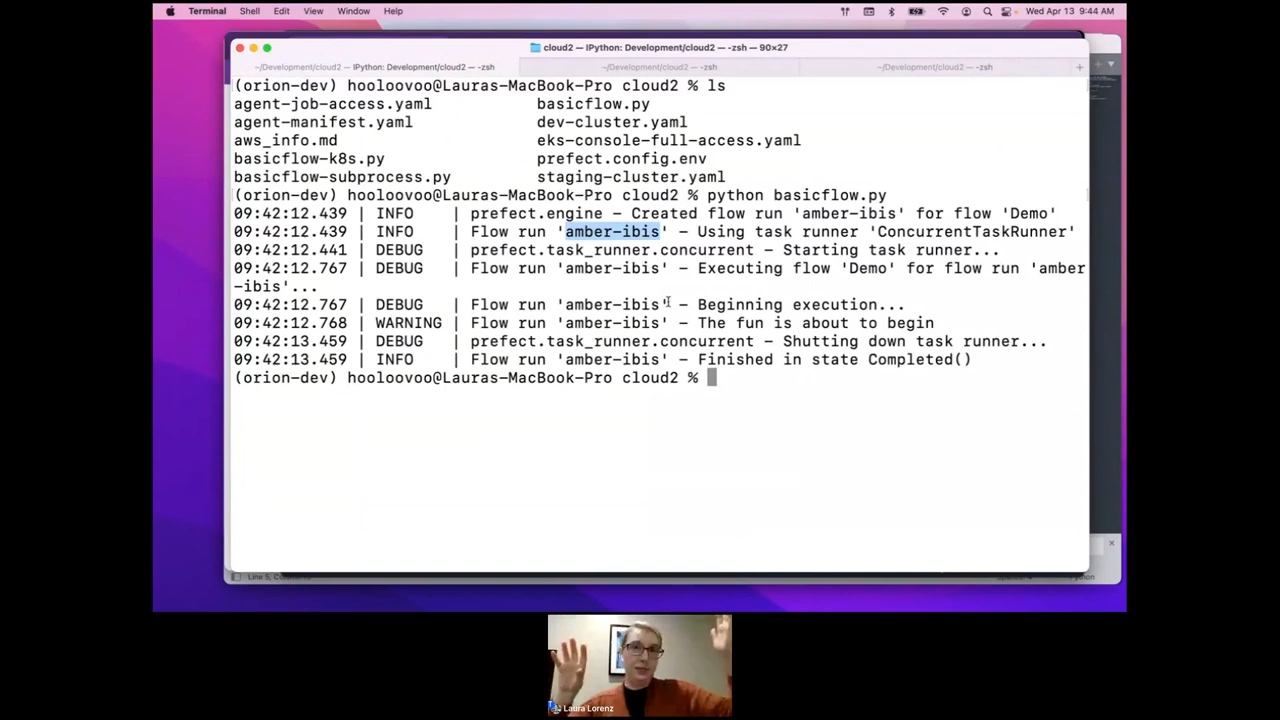 Terminal Shell Edit View Window Help Wed Apr 13 9:44 AM
cloud2 — IPython: Development/cloud2 — -zsh — 90×27
~/Development/cloud2 — IPython: Development/cloud2 — -zsh ~/Development/cloud2 — -zsh ~/Development/cloud2 — -zsh +
(orion-dev) hooloovoo@Lauras-MacBook-Pro cloud2 % ls
agent-job-access.yaml basicflow.py
agent-manifest.yaml dev-cluster.yaml
aws_info.md eks-console-full-access.yaml
basicflow-k8s.py prefect.config.env
basicflow-subprocess.py staging-cluster.yaml
(orion-dev) hooloovoo@Lauras-MacBook-Pro cloud2 % python basicflow.py
09:42:12.439 | INFO | prefect.engine - Created flow run 'amber-ibis' for flow 'Demo'
09:42:12.439 | INFO | Flow run 'amber-ibis' - Using task runner 'ConcurrentTaskRunner'
09:42:12.441 | DEBUG | prefect.task_runner.concurrent - Starting task runner...
09:42:12.767 | DEBUG | Flow run 'amber-ibis' - Executing flow 'Demo' for flow run 'amber
-ibis'...
09:42:12.767 | DEBUG | Flow run 'amber-ibis' - Beginning execution...
09:42:12.768 | WARNING | Flow run 'amber-ibis' - The fun is about to begin
09:42:13.459 | DEBUG | prefect.task_runner.concurrent - Shutting down task runner...
09:42:13.459 | INFO | Flow run 'amber-ibis' - Finished in state Completed()
(orion-dev) hooloovoo@Lauras-MacBook-Pro cloud2 %
Laura Lorenz